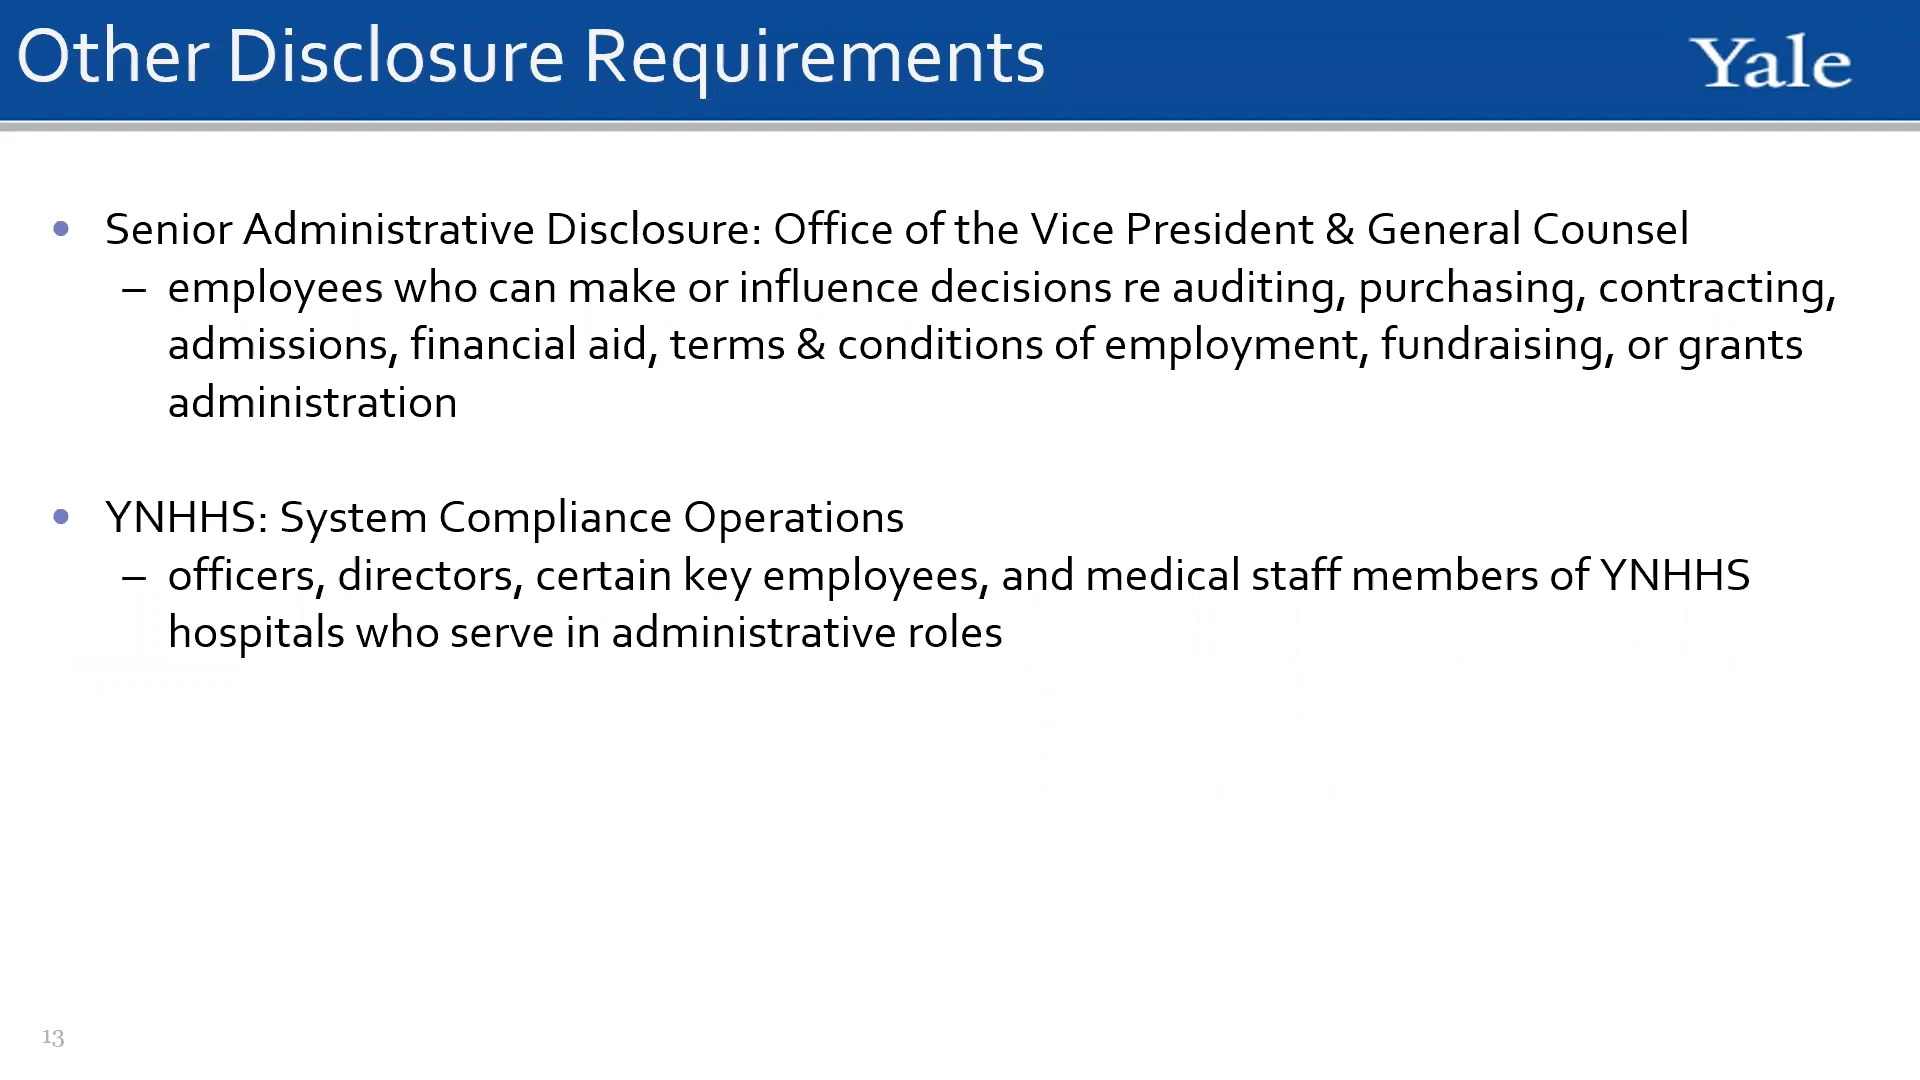 Other Disclosure Requirements
Yale
• Senior Administrative Disclosure: Office of the Vice President & General Counsel
– employees who can make or influence decisions re auditing, purchasing, contracting,
admissions, financial aid, terms & conditions of employment, fundraising, or grants
administration
• YNHHS: System Compliance Operations
– officers, directors, certain key employees, and medical staff members of YNHHS
hospitals who serve in administrative roles
13